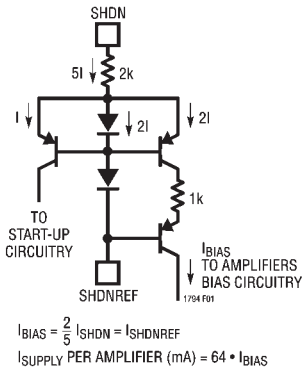 SHDN
5I
2k
I
2I
2I
1k
TO
START-UP
CIRCUITRY
IBIAS
TO AMPLIFIERS
BIAS CIRCUITRY
SHDNREF
1794 F01
IBIAS = 2/5 ISHDN = ISHDNREF
ISUPPLY PER AMPLIFIER (mA) = 64 • IBIAS